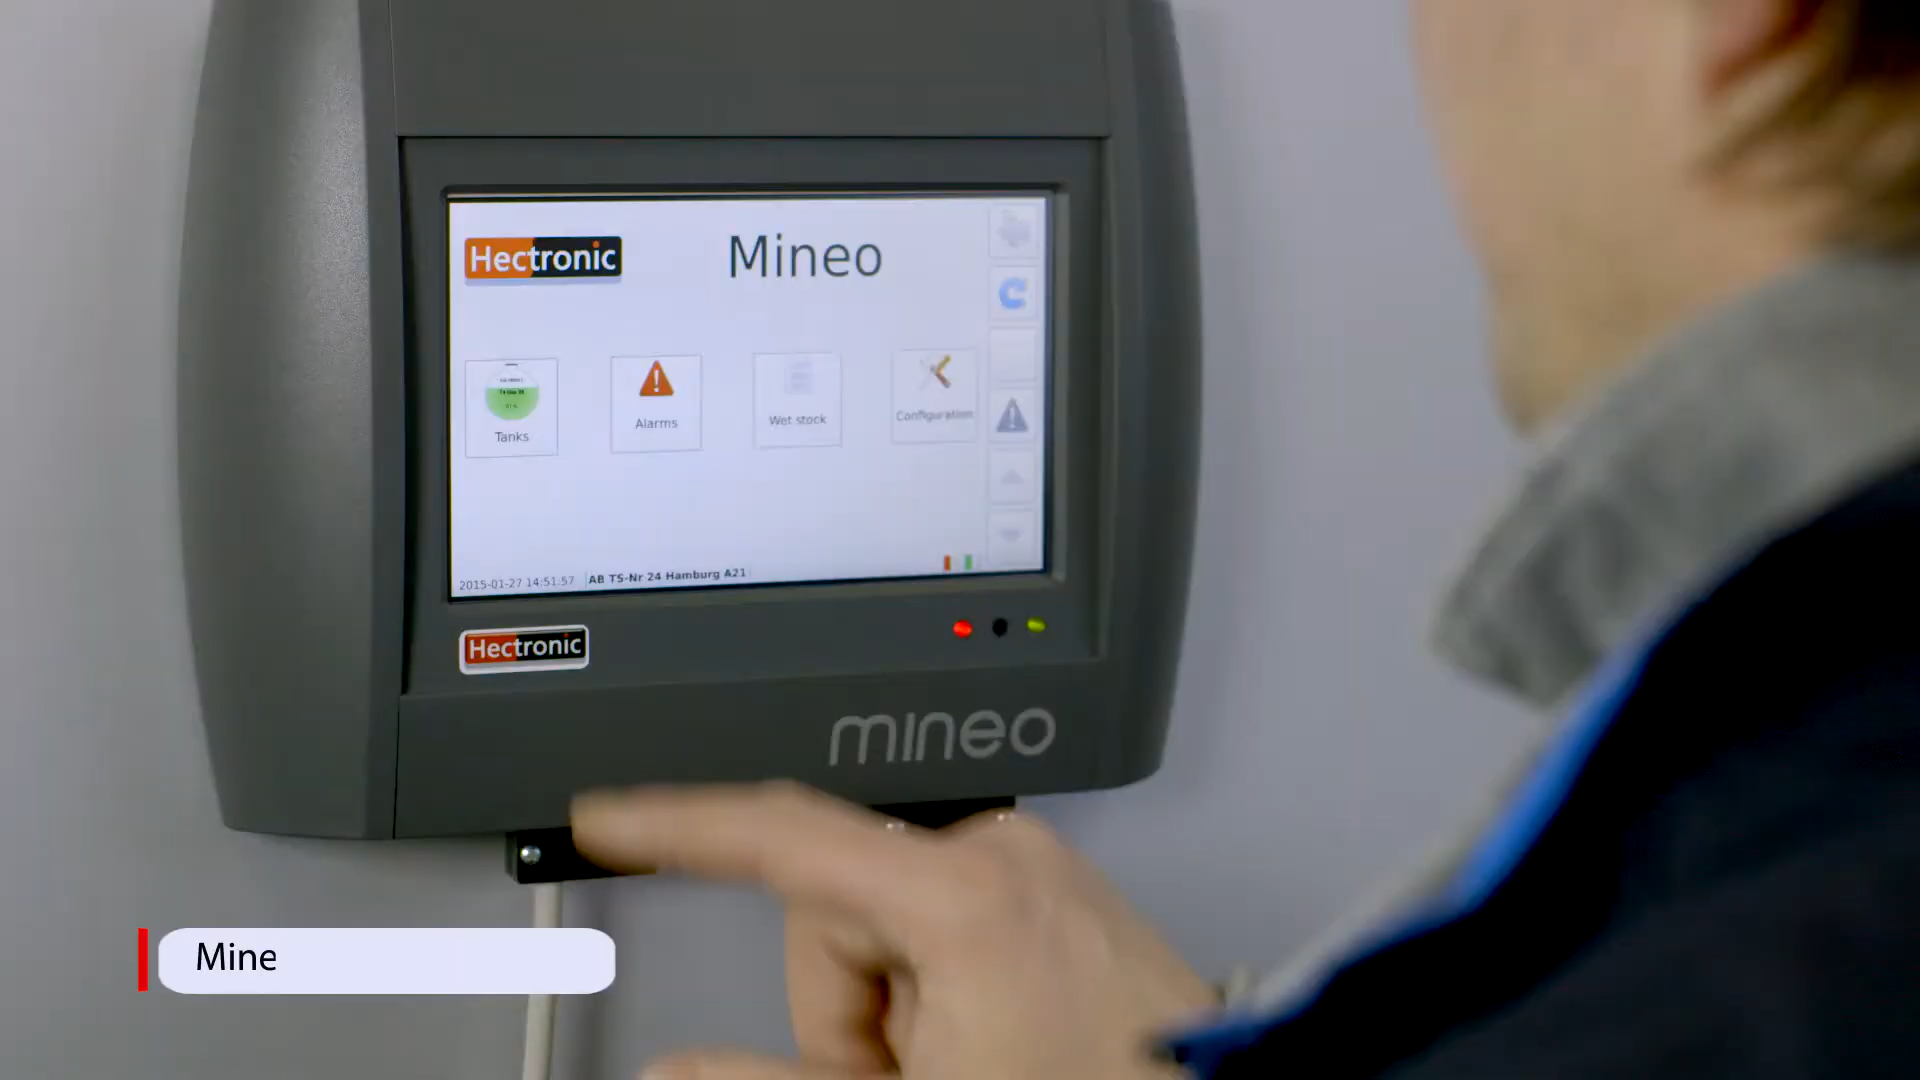 Hectronic
Mineo
Tanks
Alarms
Wet stock
Configuration
2015-01-27 14:51:57
AB TS-Nr 24 Hamburg A21
Hectronic
mineo
Mine